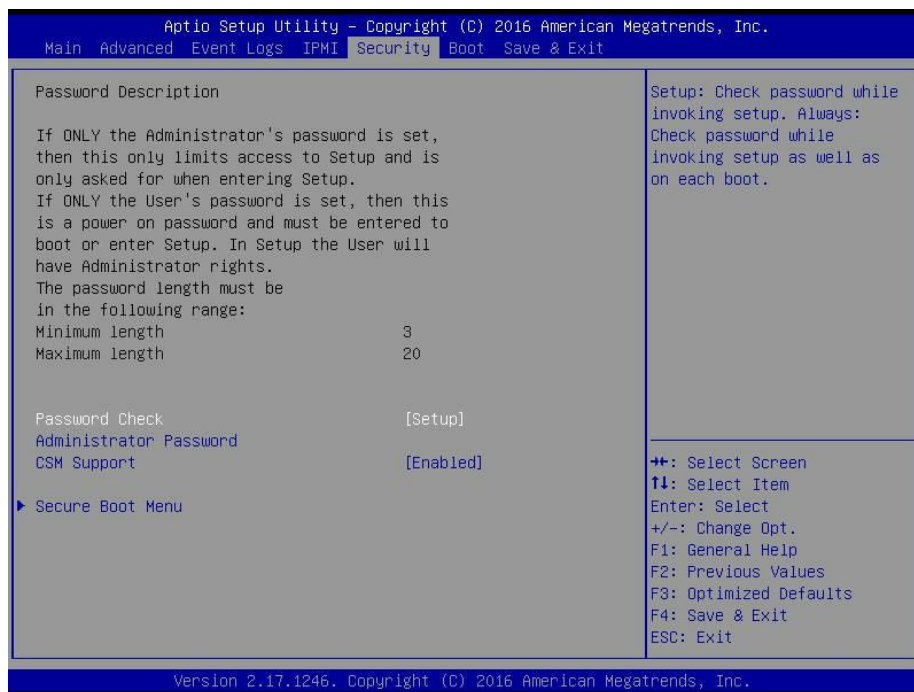 Aptio Setup Utility – Copyright (C) 2016 American Megatrends, Inc.
Main Advanced Event Logs IPMI Security Boot Save & Exit
Password Description
If ONLY the Administrator's password is set,
then this only limits access to Setup and is
only asked for when entering Setup.
If ONLY the User's password is set, then this
is a power on password and must be entered to
boot or enter Setup. In Setup the User will
have Administrator rights.
The password length must be
in the following range:
Minimum length 3
Maximum length 20
Password Check [Setup]
Administrator Password
CSM Support [Enabled]
Secure Boot Menu
Setup: Check password while
invoking setup. Always:
Check password while
invoking setup as well as
on each boot.
→←: Select Screen
↑↓: Select Item
Enter: Select
+/-: Change Opt.
F1: General Help
F2: Previous Values
F3: Optimized Defaults
F4: Save & Exit
ESC: Exit
Version 2.17.1246. Copyright (C) 2016 American Megatrends, Inc.